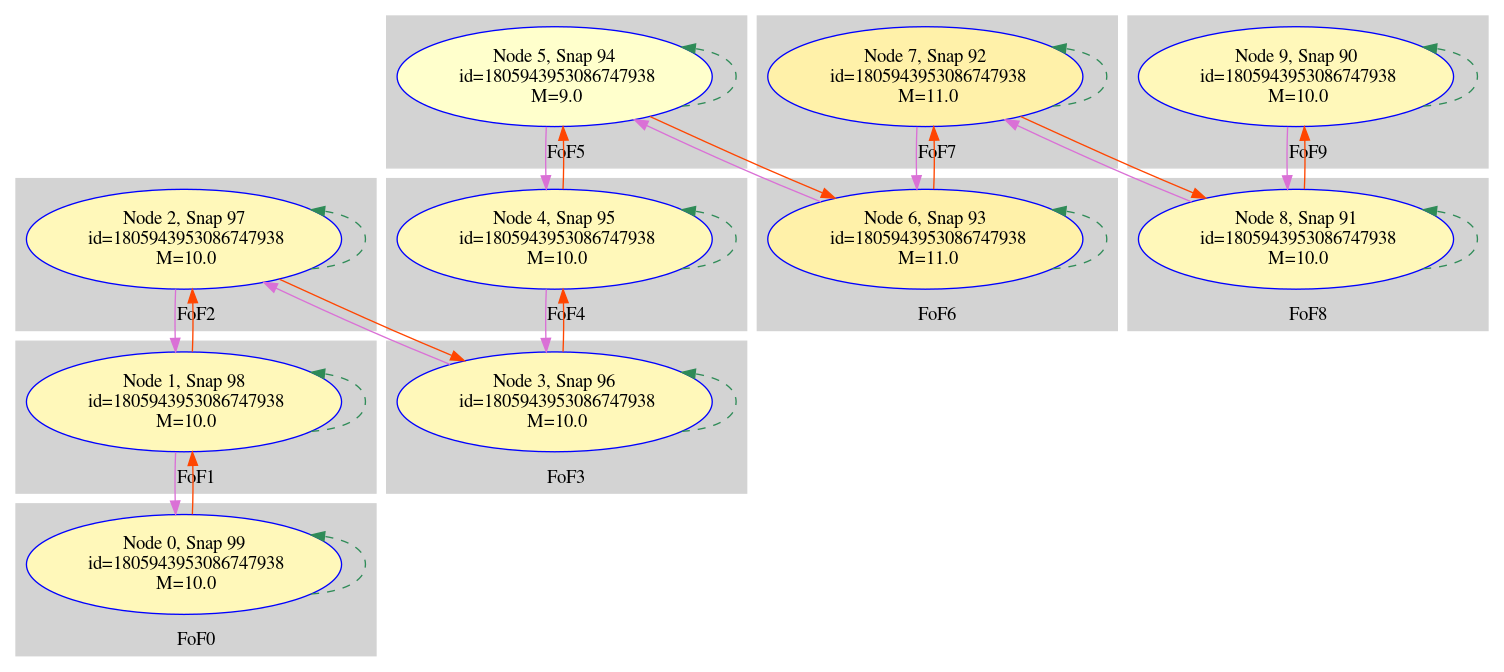 Node 5, Snap 94
id=1805943953086747938
M=9.0
FoF5
Node 7, Snap 92
id=1805943953086747938
M=11.0
FoF7
Node 9, Snap 90
id=1805943953086747938
M=10.0
FoF9
Node 2, Snap 97
id=1805943953086747938
M=10.0
FoF2
Node 4, Snap 95
id=1805943953086747938
M=10.0
FoF4
Node 6, Snap 93
id=1805943953086747938
M=11.0
FoF6
Node 8, Snap 91
id=1805943953086747938
M=10.0
FoF8
Node 1, Snap 98
id=1805943953086747938
M=10.0
FoF1
Node 3, Snap 96
id=1805943953086747938
M=10.0
FoF3
Node 0, Snap 99
id=1805943953086747938
M=10.0
FoF0